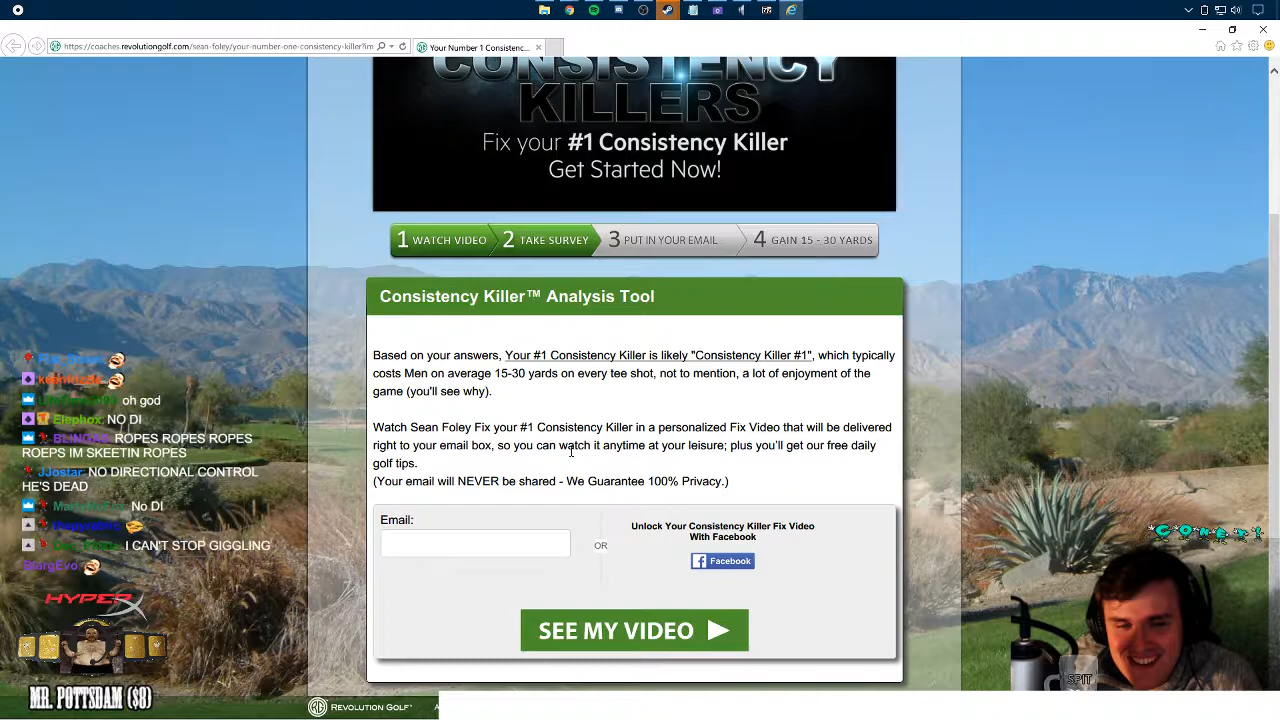 https://coaches.revolutiongolf.com/sean-foley/your-number-one-consistency-killer?im
Your Number 1 Consistenc...
CONSISTENCY
KILLERS
Fix your #1 Consistency Killer
Get Started Now!
1 WATCH VIDEO
2 TAKE SURVEY
3 PUT IN YOUR EMAIL
4 GAIN 15 - 30 YARDS
Consistency Killer™ Analysis Tool
Based on your answers, Your #1 Consistency Killer is likely "Consistency Killer #1", which typically
costs Men on average 15-30 yards on every tee shot, not to mention, a lot of enjoyment of the
game (you'll see why).
Watch Sean Foley Fix your #1 Consistency Killer in a personalized Fix Video that will be delivered
right to your email box, so you can watch it anytime at your leisure; plus you'll get our free daily
golf tips.
(Your email will NEVER be shared - We Guarantee 100% Privacy.)
Email:
OR
Unlock Your Consistency Killer Fix Video
With Facebook
Facebook
SEE MY VIDEO
oh god
Elephox: NO DI
BLINGAS: ROPES ROPES ROPES
ROEPS IM SKEETIN ROPES
JJostar: NO DIRECTIONAL CONTROL
HE'S DEAD
No DI
I CAN'T STOP GIGGLING
BlargEvo:
HYPERX
MR. POTTSDAM ($8)
REVOLUTION GOLF
SPIT